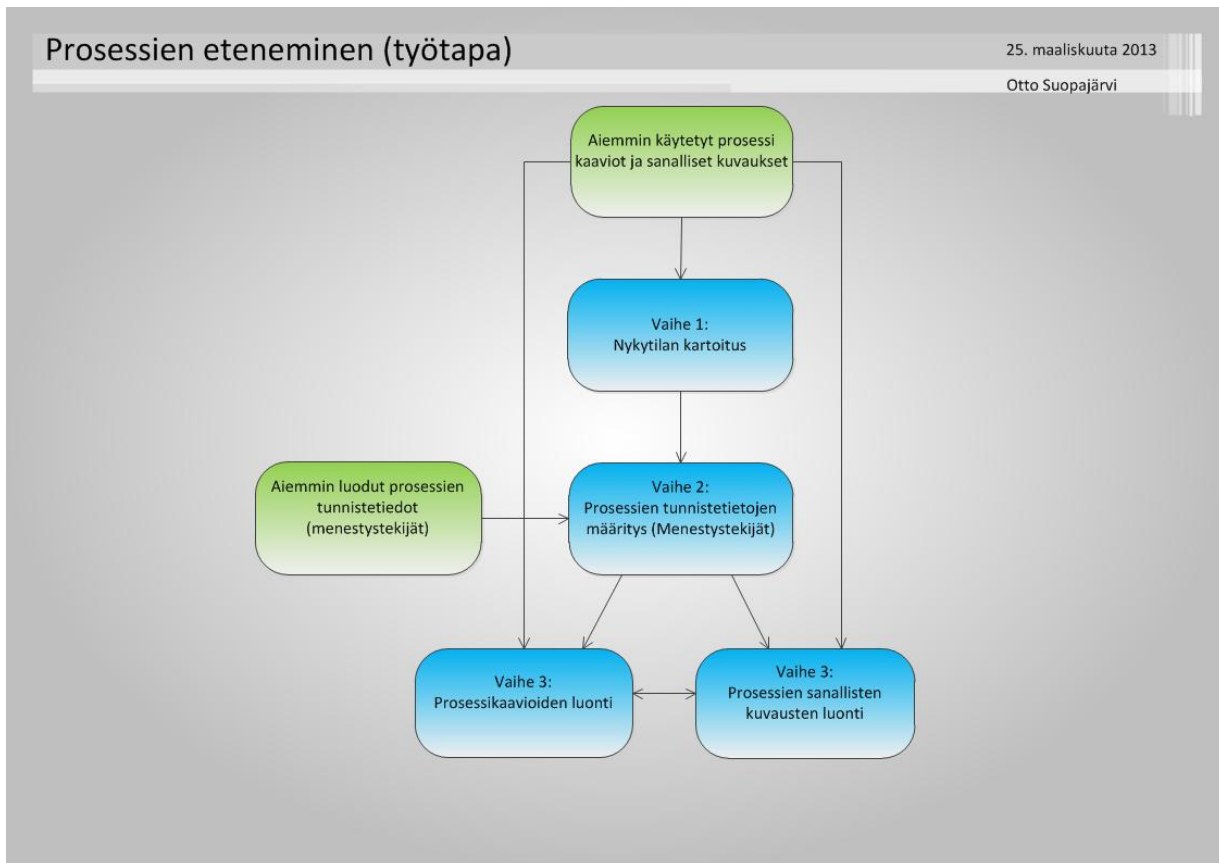 Prosessien eteneminen (työtapa)
25. maaliskuuta 2013
Otto Suopajärvi
Aiemmin käytetyt prosessi
kaaviot ja sanalliset kuvaukset
Vaihe 1:
Nykytilan kartoitus
Aiemmin luodut prosessien
tunnistetiedot
(menestystekijät)
Vaihe 2:
Prosessien tunnistetietojen
määritys (Menestystekijät)
Vaihe 3:
Prosessikaavioiden luonti
Vaihe 3:
Prosessien sanallisten
kuvausten luonti